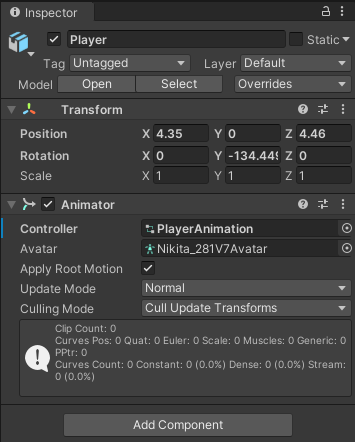 Inspector
Player Static
Tag Untagged Layer Default
Model Open Select Overrides
Transform
Position X 4.35 Y 0 Z 4.46
Rotation X 0 Y -134.449 Z 0
Scale X 1 Y 1 Z 1
Animator
Controller PlayerAnimation
Avatar Nikita_281V7Avatar
Apply Root Motion
Update Mode Normal
Culling Mode Cull Update Transforms
Clip Count: 0
Curves Pos: 0 Quat: 0 Euler: 0 Scale: 0 Muscles: 0 Generic: 0
PPtr: 0
Curves Count: 0 Constant: 0 (0.0%) Dense: 0 (0.0%) Stream:
0 (0.0%)
Add Component